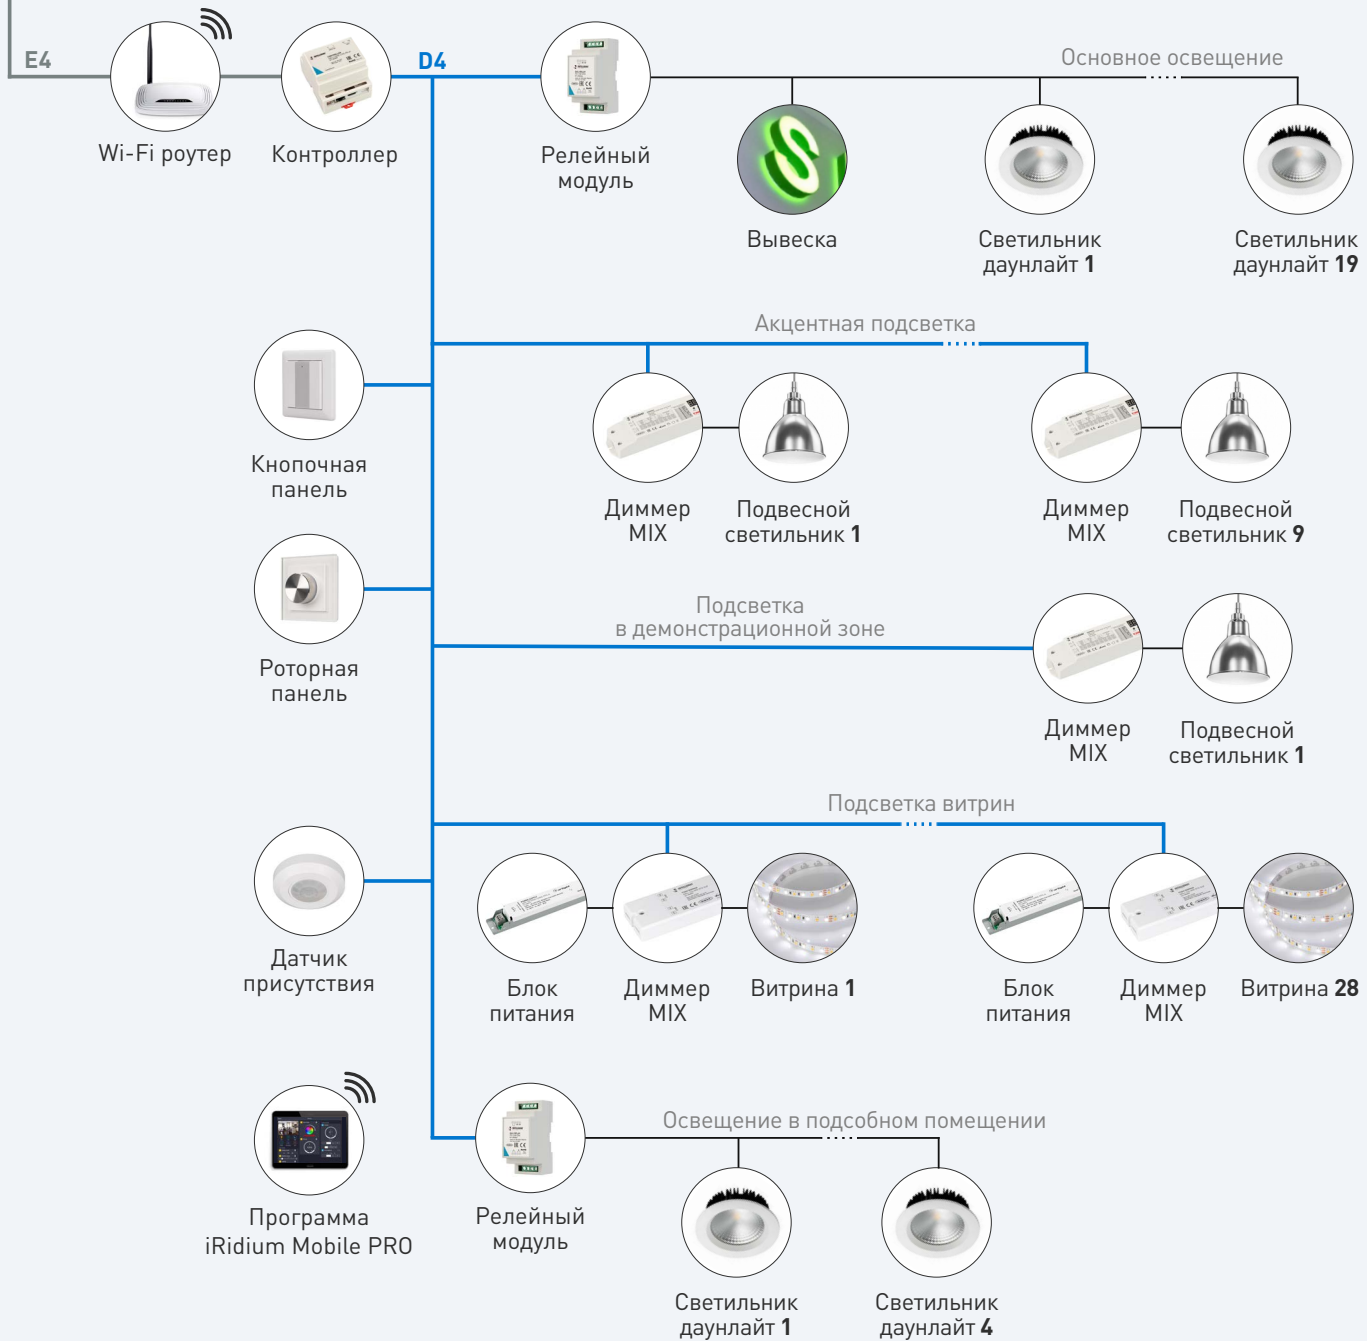 E4
D4
Основное освещение
Wi-Fi роутер
Контроллер
Релейный
модуль
Вывеска
Светильник
даунлайт 1
Светильник
даунлайт 19
Акцентная подсветка
Кнопочная
панель
Диммер
MIX
Подвесной
светильник 1
Диммер
MIX
Подвесной
светильник 9
Подсветка
в демонстрационной зоне
Роторная
панель
Диммер
MIX
Подвесной
светильник 1
Подсветка витрин
Датчик
присутствия
Блок
питания
Диммер
MIX
Витрина 1
Блок
питания
Диммер
MIX
Витрина 28
Освещение в подсобном помещении
Программа
iRidium Mobile PRO
Релейный
модуль
Светильник
даунлайт 1
Светильник
даунлайт 4